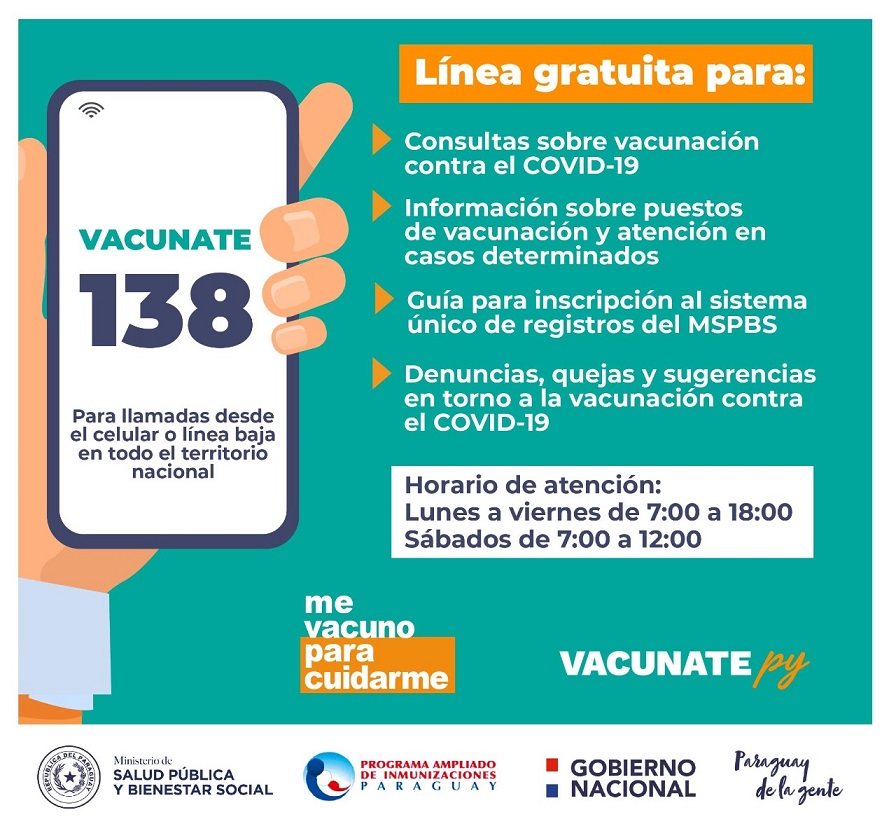 Línea gratuita para:
Consultas sobre vacunación
contra el COVID-19
Información sobre puestos
de vacunación y atención en
casos determinados
Guía para inscripción al sistema
único de registros del MSPBS
Denuncias, quejas y sugerencias
en torno a la vacunación contra
el COVID-19
VACUNATE
138
Para llamadas desde
el celular o línea baja
en todo el territorio
nacional
Horario de atención:
Lunes a viernes de 7:00 a 18:00
Sábados de 7:00 a 12:00
me
vacuno
para
cuidarme
VACUNATE py
REPUBLICA DEL PARAGUAY
Ministerio de
SALUD PÚBLICA
Y BIENESTAR SOCIAL
PROGRAMA AMPLIADO
DE INMUNIZACIONES
PARAGUAY
GOBIERNO
NACIONAL
Paraguay
de la gente